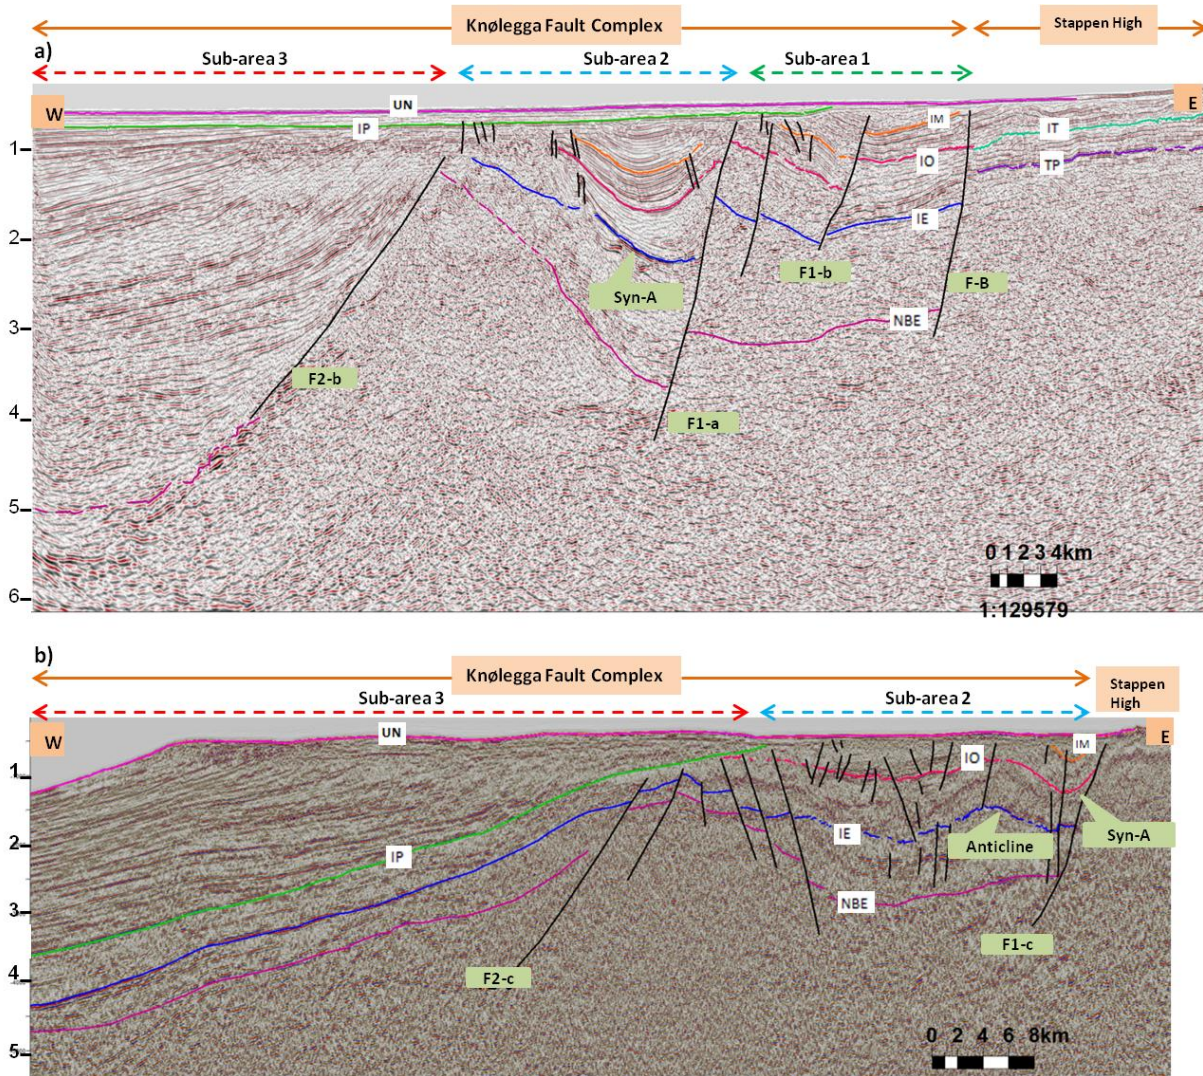 Knølegga Fault Complex
Stappen High
a)
Sub-area 3
Sub-area 2
Sub-area 1
W
UN
E
IP
IM
IT
1
IO
TP
2
IE
F1-b
F-B
Syn-A
3
NBE
F2-b
4
F1-a
5
0 1 2 3 4km
6
1:129579
b)
Knølegga Fault Complex
Stappen
High
Sub-area 3
Sub-area 2
W
UN
IM
E
IO
1
Syn-A
2
IE
Anticline
IP
3
NBE
F1-c
4
F2-c
0 2 4 6 8km
5